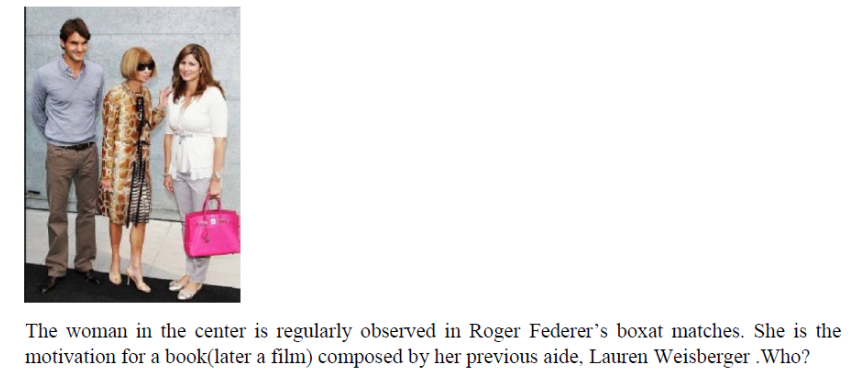 The woman in the center is regularly observed in Roger Federer's boxat matches. She is the
motivation for a book(later a film) composed by her previous aide, Lauren Weisberger .Who?